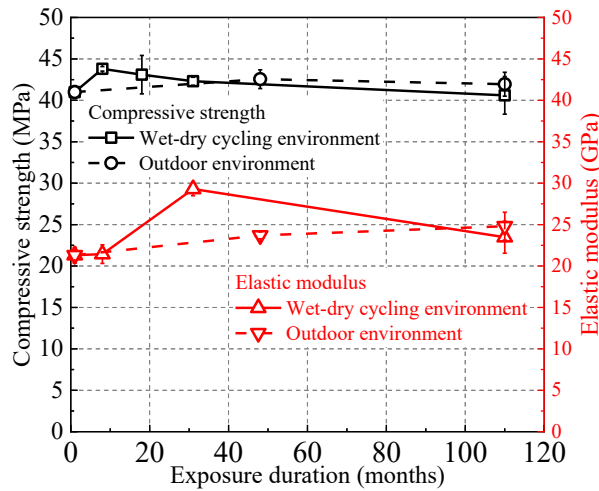 50
45
40
35
30
25
20
15
10
5
0
Compressive strength (MPa)
Compressive strength
Wet-dry cycling environment
Outdoor environment
Elastic modulus
Wet-dry cycling environment
Outdoor environment
50
45
40
35
30
25
20
15
10
5
0
Elastic modulus (GPa)
0 20 40 60 80 100 120
Exposure duration (months)